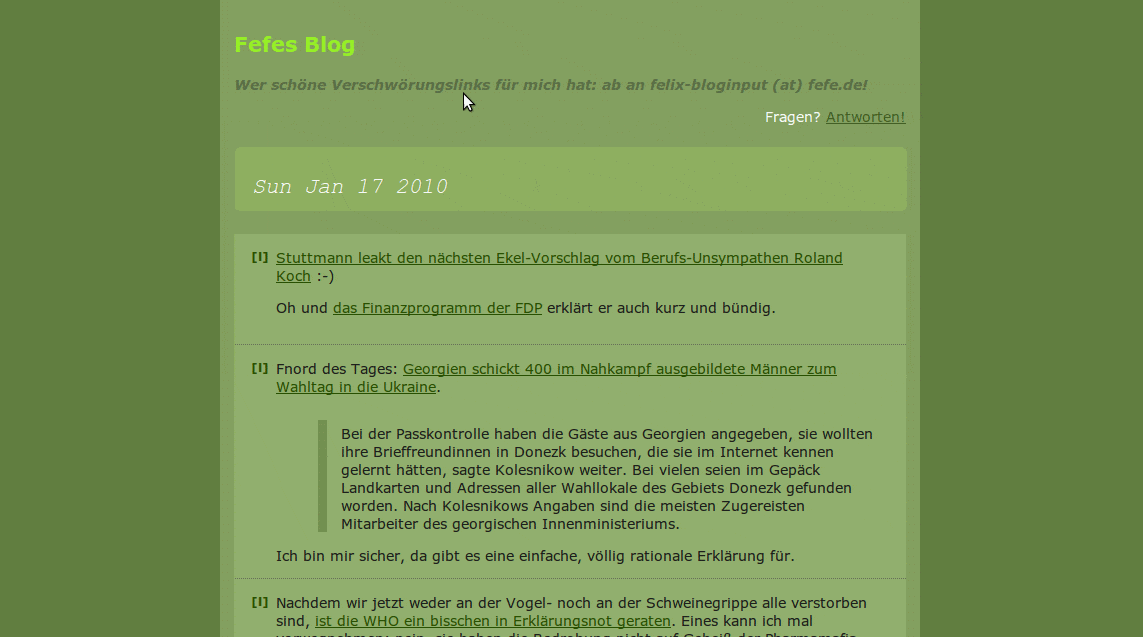 Fefes Blog
Wer schöne Verschwörungslinks für mich hat: ab an felix-bloginput (at) fefe.de!
Fragen? Antworten!
Sun Jan 17 2010
[l] Stuttmann leakt den nächsten Ekel-Vorschlag vom Berufs-Unsympathen Roland
Koch :-)
Oh und das Finanzprogramm der FDP erklärt er auch kurz und bündig.
[l] Fnord des Tages: Georgien schickt 400 im Nahkampf ausgebildete Männer zum
Wahltag in die Ukraine.
Bei der Passkontrolle haben die Gäste aus Georgien angegeben, sie wollten
ihre Brieffreundinnen in Donezk besuchen, die sie im Internet kennen
gelernt hätten, sagte Kolesnikow weiter. Bei vielen seien im Gepäck
Landkarten und Adressen aller Wahllokale des Gebiets Donezk gefunden
worden. Nach Kolesnikows Angaben sind die meisten Zugereisten
Mitarbeiter des georgischen Innenministeriums.
Ich bin mir sicher, da gibt es eine einfache, völlig rationale Erklärung für.
[l] Nachdem wir jetzt weder an der Vogel- noch an der Schweinegrippe alle verstorben
sind, ist die WHO ein bisschen in Erklärungsnot geraten. Eines kann ich mal